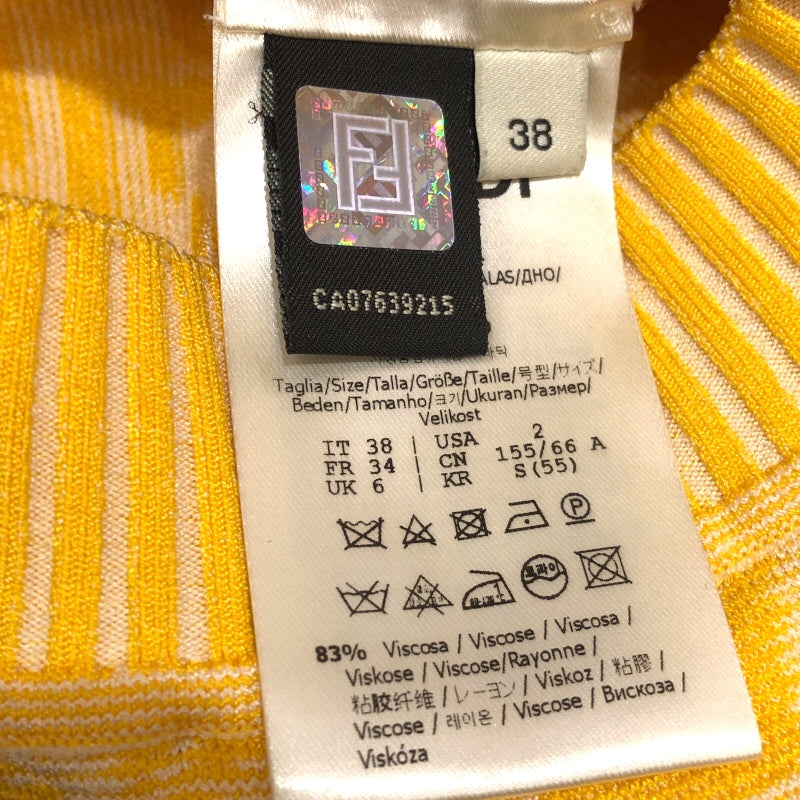 38
CA07639215
ALAS/ДНО/
Taglia/Size/Talla/Größe/Taille/号型/サイズ/
Beden/Tamanho/크기/Ukuran/Размер/
Velikost
IT 38 | USA 2
FR 34 | CN 155/66 A
UK 6 | KR S(55)
P
드라이
83% Viscosa / Viscose / Viscosa /
Viskose / Viscose/Rayonne /
粘胶纤维 / レーヨン / Viskoz / 粘膠 /
Viscose / 레이온 / Viscose / Вискоза /
Viskóza